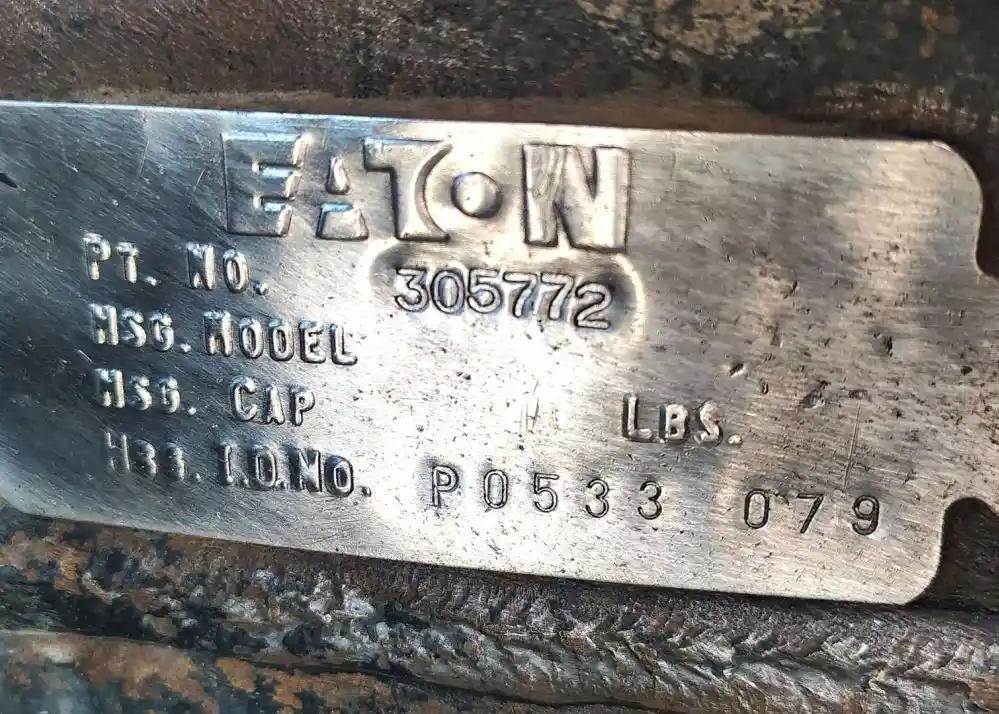 EATON
PT. NO. 305772
HSG. MODEL
HSG. CAP LBS.
HSG. I.D. NO. P0533 079